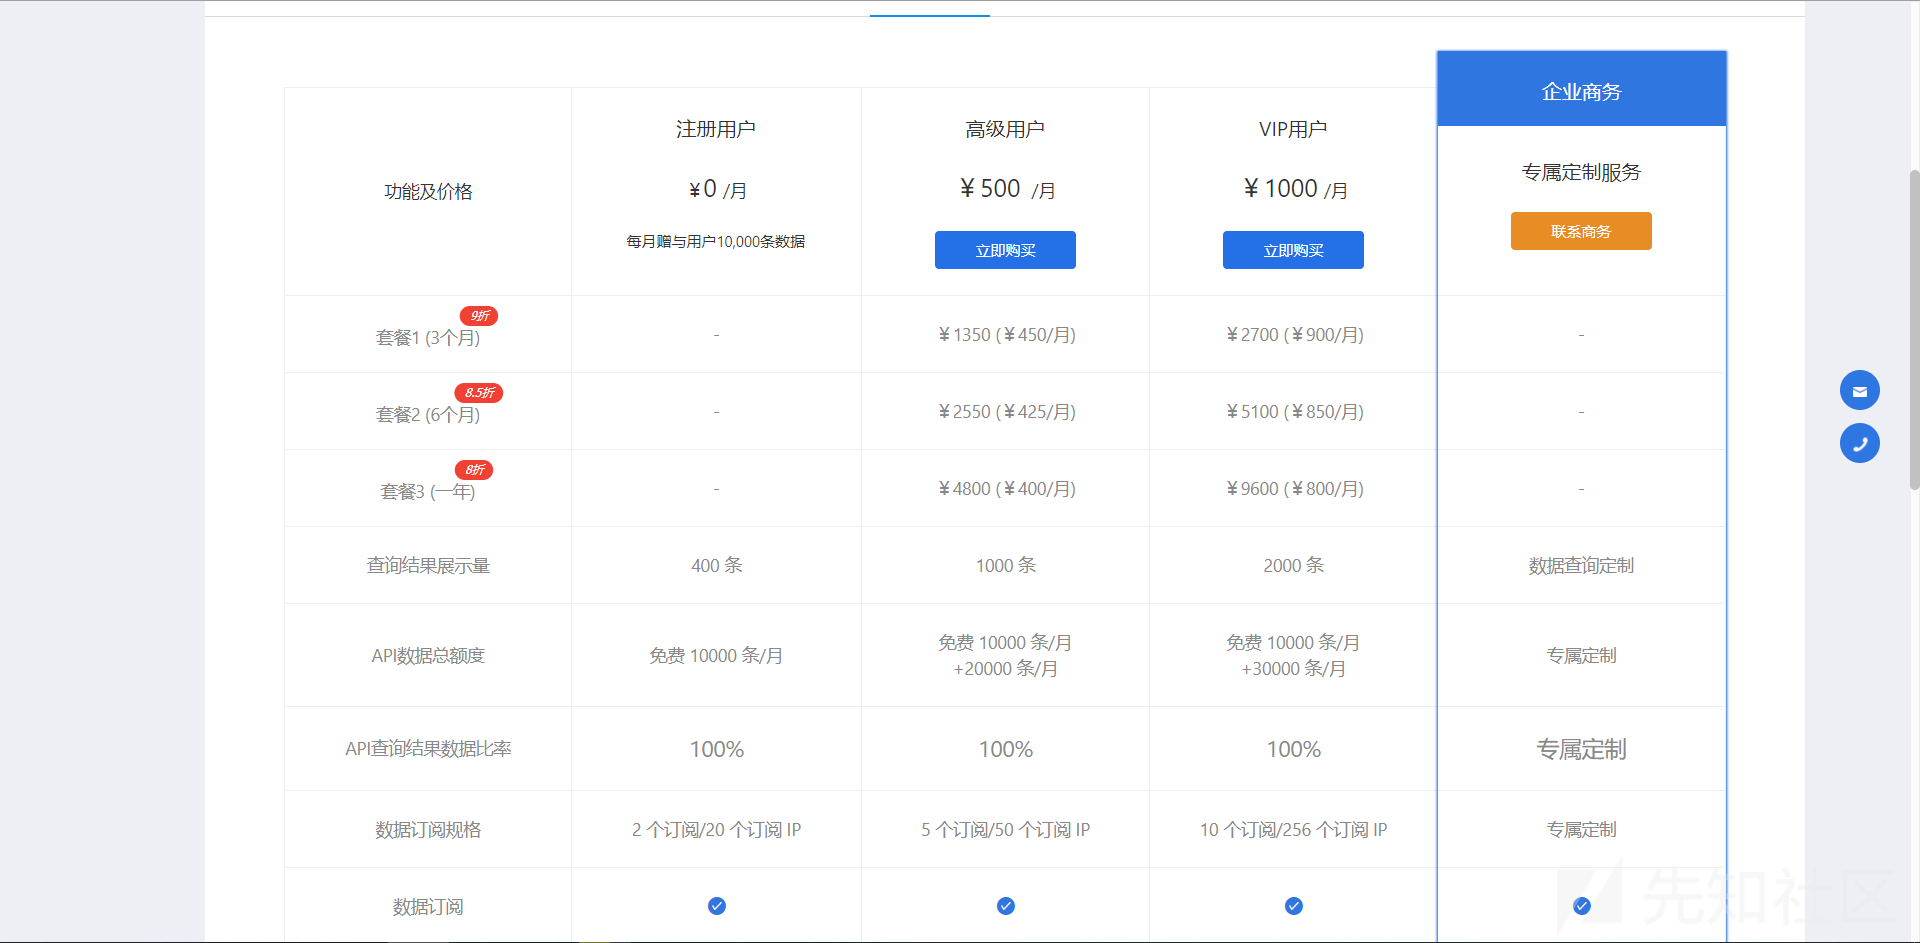 企业商务
功能及价格
注册用户
¥0 /月
每月赠与用户10,000条数据
高级用户
¥ 500 /月
立即购买
VIP用户
¥ 1000 /月
立即购买
专属定制服务
联系商务
9折
套餐1 (3个月) - ¥1350 (¥450/月) ¥2700 (¥900/月) -
8.5折
套餐2 (6个月) - ¥2550 (¥425/月) ¥5100 (¥850/月) -
8折
套餐3 (一年) - ¥4800 (¥400/月) ¥9600 (¥800/月) -
查询结果展示量 400 条 1000 条 2000 条 数据查询定制
API数据总额度 免费 10000 条/月 免费 10000 条/月 +20000 条/月 免费 10000 条/月 +30000 条/月 专属定制
API查询结果数据比率 100% 100% 100% 专属定制
数据订阅规格 2 个订阅/20 个订阅 IP 5 个订阅/50 个订阅 IP 10 个订阅/256 个订阅 IP 专属定制
数据订阅
先知社区